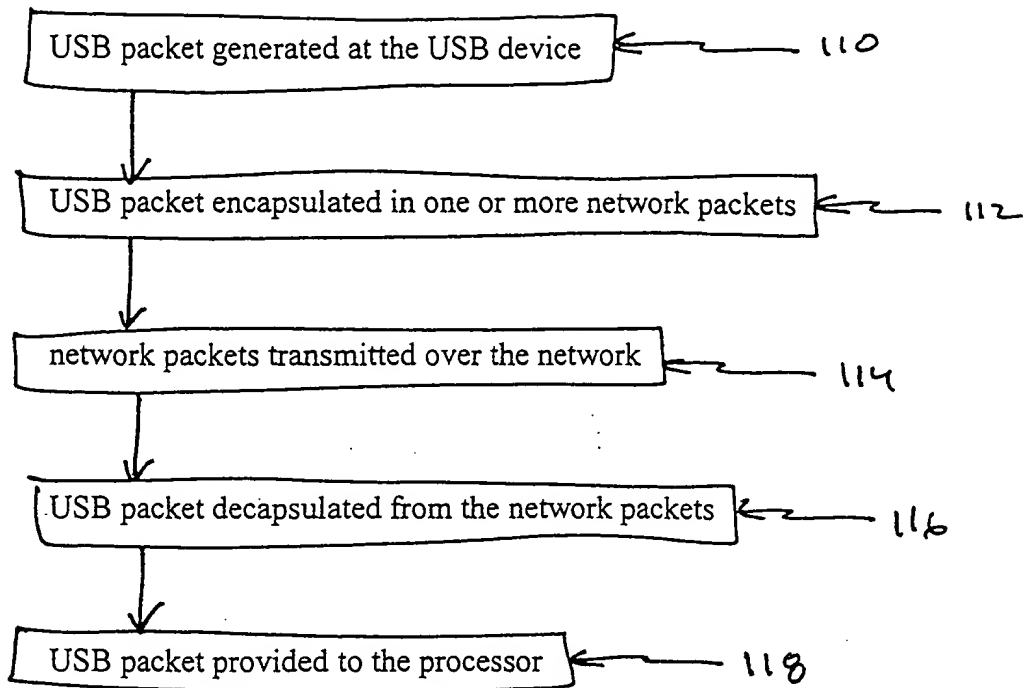 USB packet generated at the USB device 110
USB packet encapsulated in one or more network packets 112
network packets transmitted over the network 114
USB packet decapsulated from the network packets 116
USB packet provided to the processor 118